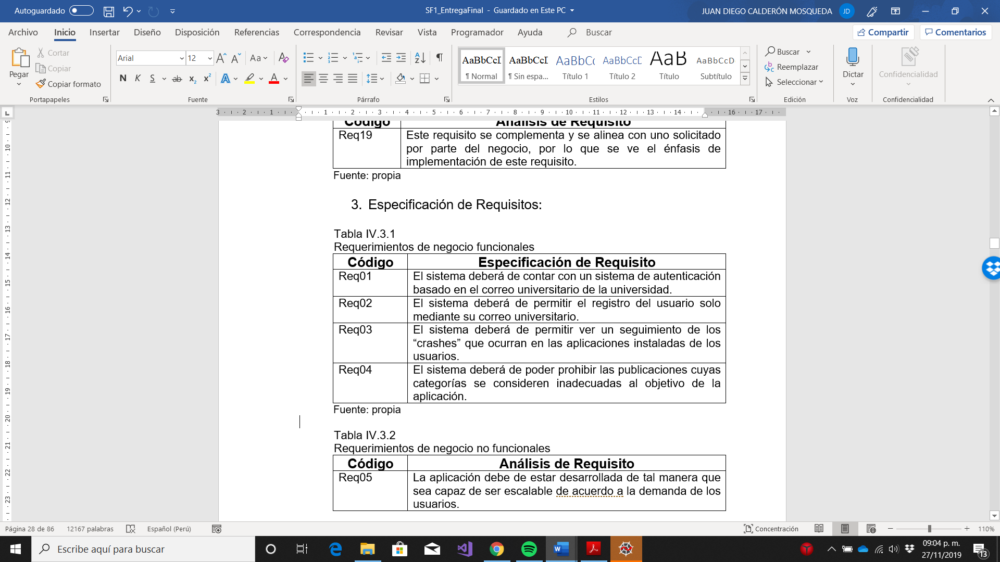 Autoguardado
SF1_EntregaFinal - Guardado en Este PC
JUAN DIEGO CALDERÓN MOSQUEDA
JD
Archivo Inicio Insertar Diseño Disposición Referencias Correspondencia Revisar Vista Programador Ayuda Buscar
Compartir Comentarios
Pegar
Cortar
Copiar
Copiar formato
Portapapeles
Arial 12
Fuente
Párrafo
AaBbCcI AaBbCcI AaBbC( AaBbCcD AaB AaBbCcD
¶ Normal ¶ Sin espa... Título 1 Título 2 Título Subtítulo
Estilos
Buscar
Reemplazar
Seleccionar
Edición
Dictar
Voz
Confidencialidad
Confidencialidad
3 2 1 1 2 3 4 5 6 7 8 9 10 11 12 13 14 16 17
9 10 11 12 13 14 15 16 17 18 19 20 21 22 23
Código Análisis de Requisito
Req19 Este requisito se complementa y se alinea con uno solicitado
por parte del negocio, por lo que se ve el énfasis de
implementación de este requisito.
Fuente: propia
3. Especificación de Requisitos:
Tabla IV.3.1
Requerimientos de negocio funcionales
Código Especificación de Requisito
Req01 El sistema deberá de contar con un sistema de autenticación
basado en el correo universitario de la universidad.
Req02 El sistema deberá de permitir el registro del usuario solo
mediante su correo universitario.
Req03 El sistema deberá de permitir ver un seguimiento de los
“crashes” que ocurran en las aplicaciones instaladas de los
usuarios.
Req04 El sistema deberá de poder prohibir las publicaciones cuyas
categorías se consideren inadecuadas al objetivo de la
aplicación.
Fuente: propia
Tabla IV.3.2
Requerimientos de negocio no funcionales
Código Análisis de Requisito
Req05 La aplicación debe de estar desarrollada de tal manera que
sea capaz de ser escalable de acuerdo a la demanda de los
usuarios.
Página 28 de 86 12167 palabras Español (Perú) Concentración 110%
Escribe aquí para buscar
09:04 p. m.
27/11/2019
13